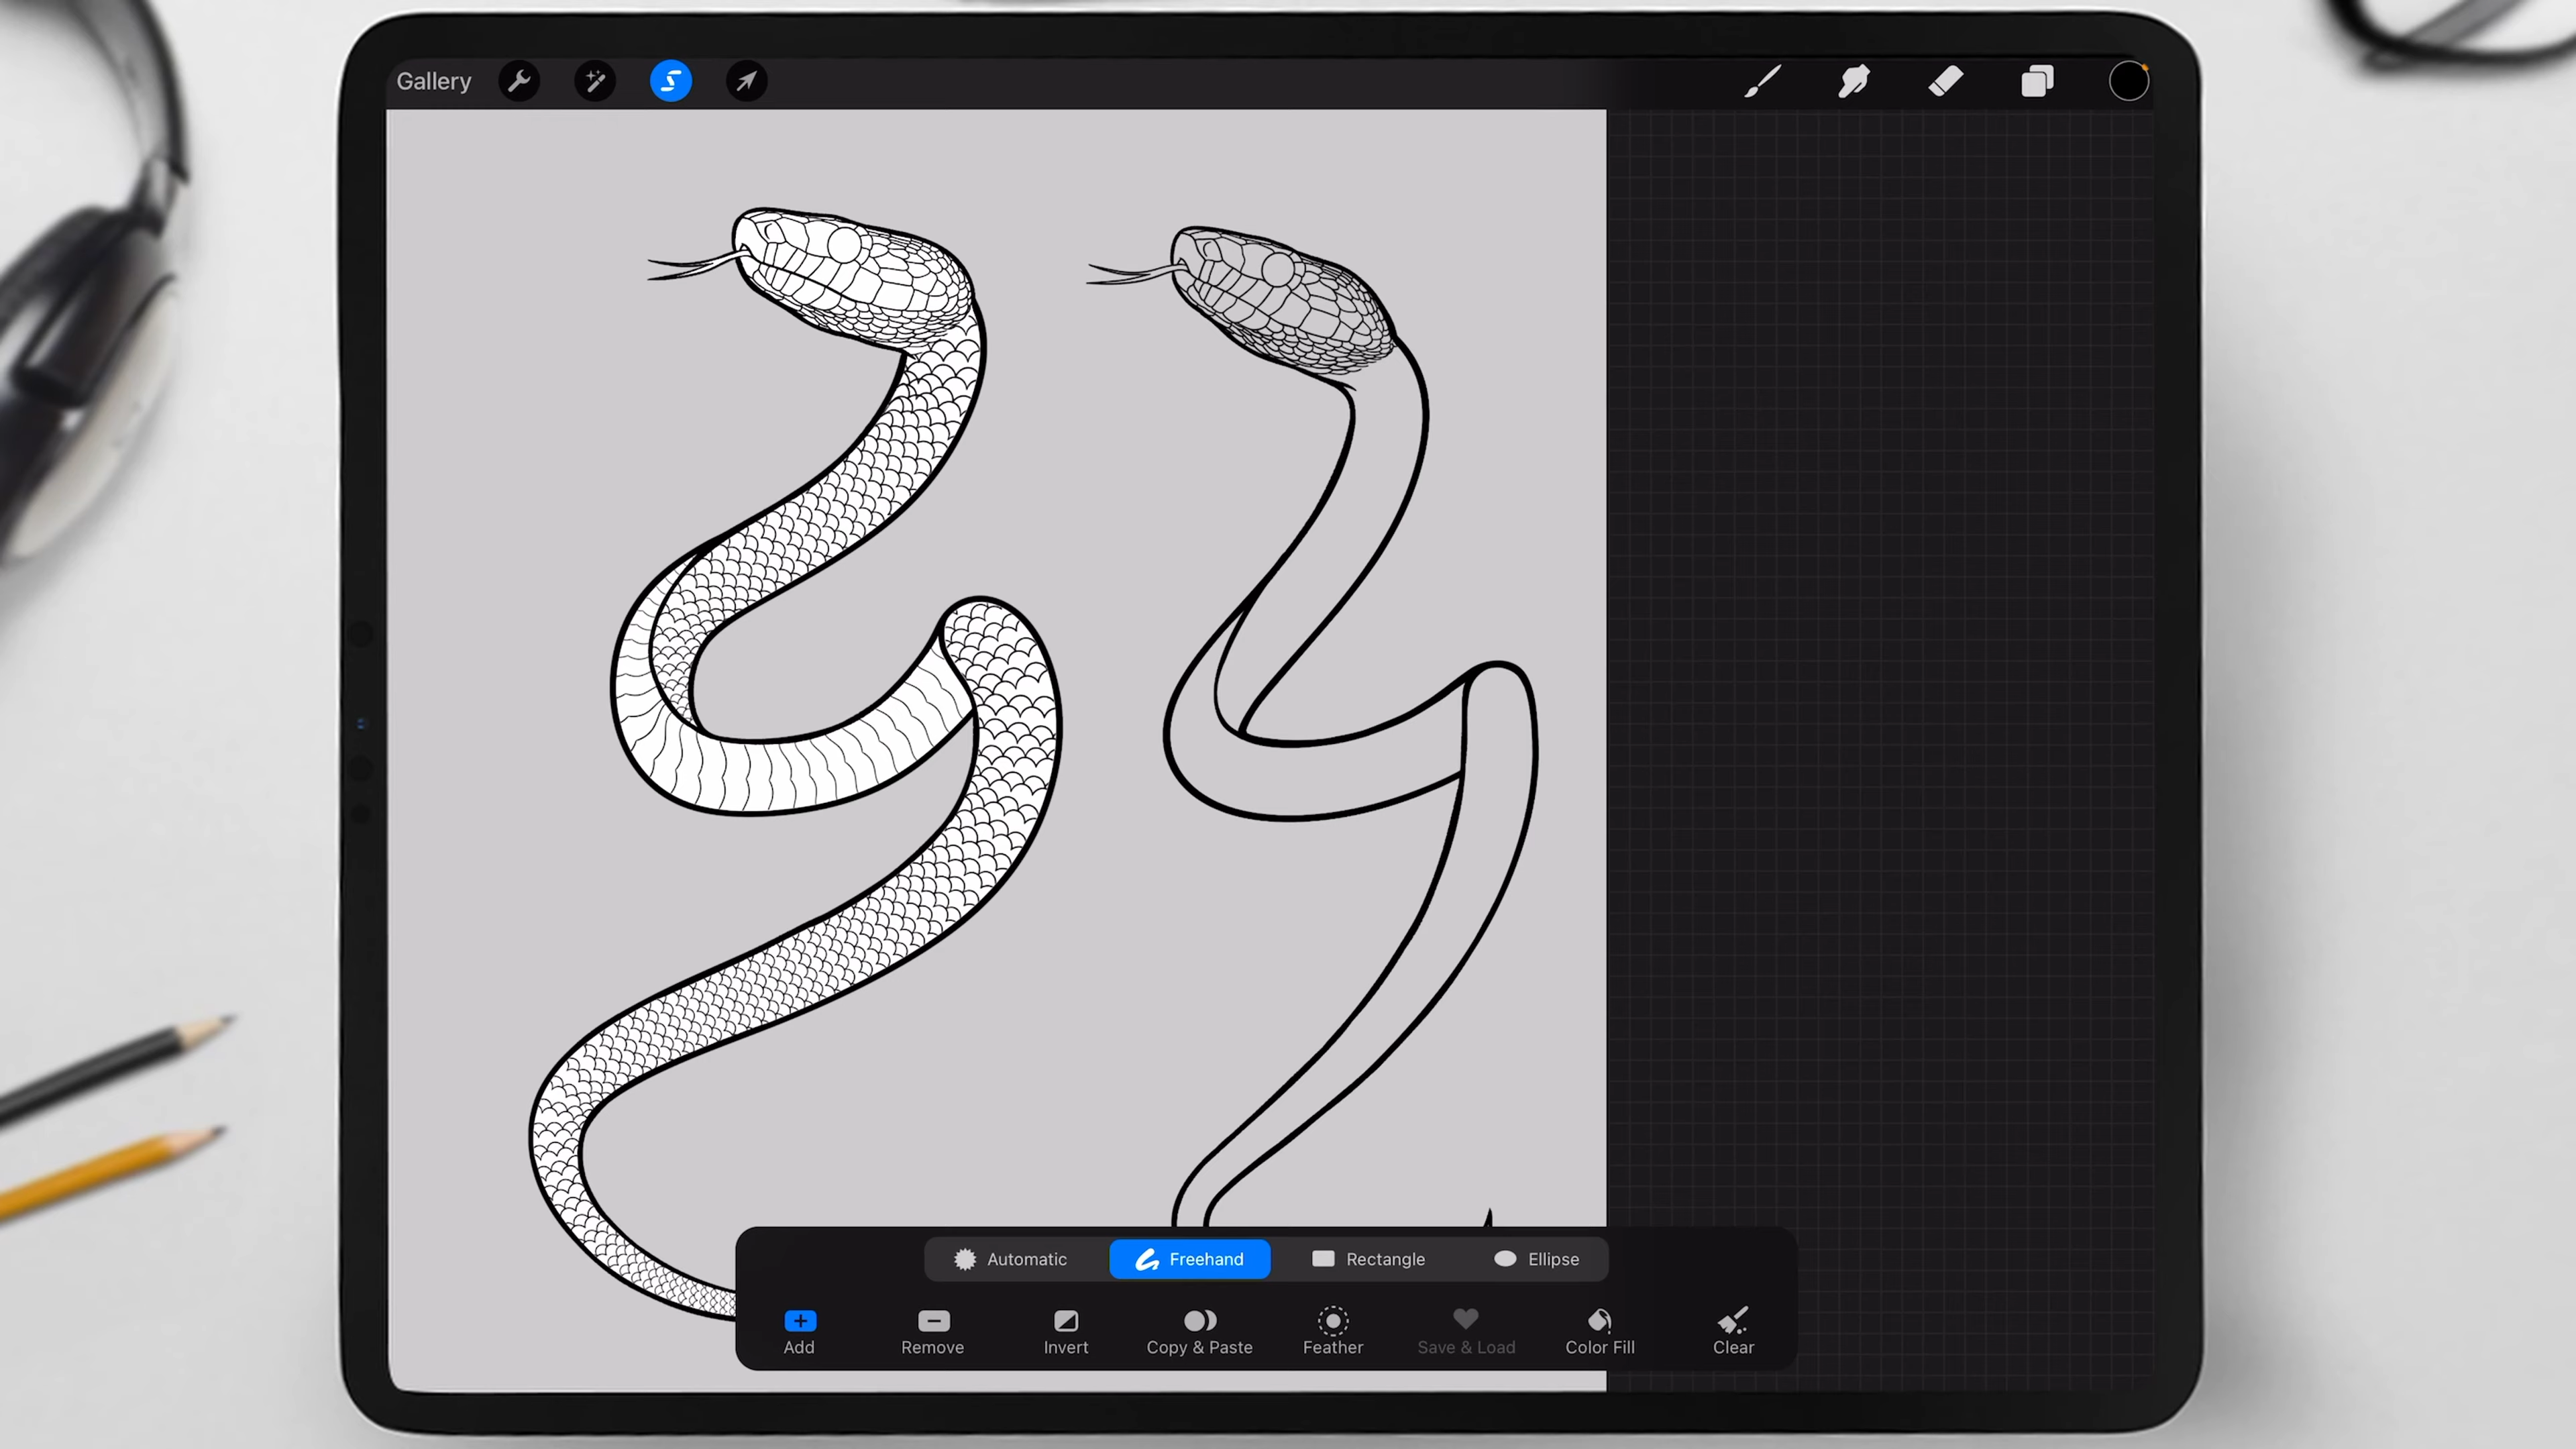 Gallery
Automatic
Freehand
Rectangle
Ellipse
Add
Remove
Invert
Copy & Paste
Feather
Save & Load
Color Fill
Clear